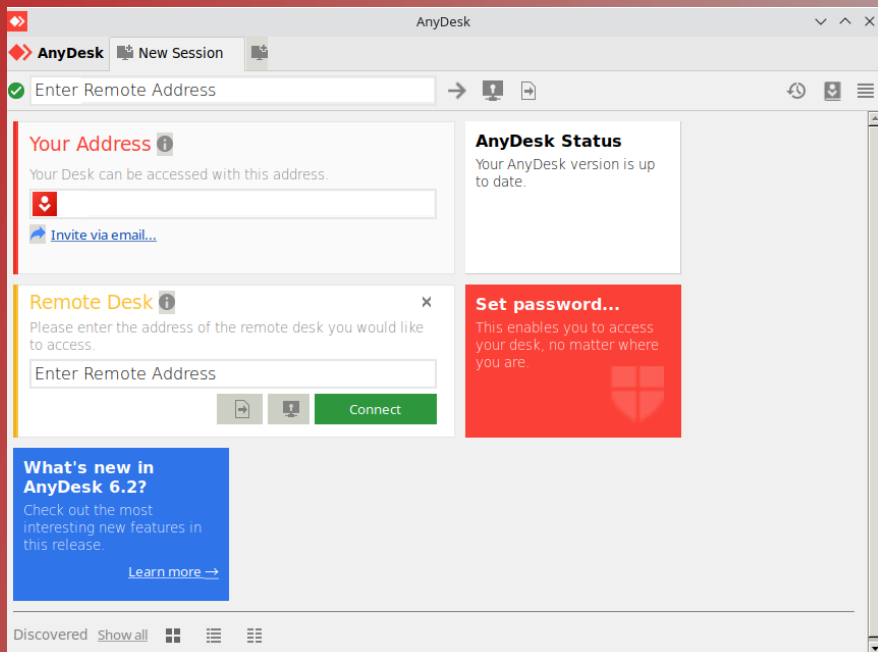 AnyDesk
AnyDesk New Session
Enter Remote Address
Your Address
Your Desk can be accessed with this address.
Invite via email...
AnyDesk Status
Your AnyDesk version is up
to date.
Remote Desk
Please enter the address of the remote desk you would like
to access.
Enter Remote Address
Connect
Set password...
This enables you to access
your desk, no matter where
you are.
What's new in
AnyDesk 6.2?
Check out the most
interesting new features in
this release.
Learn more →
Discovered Show all